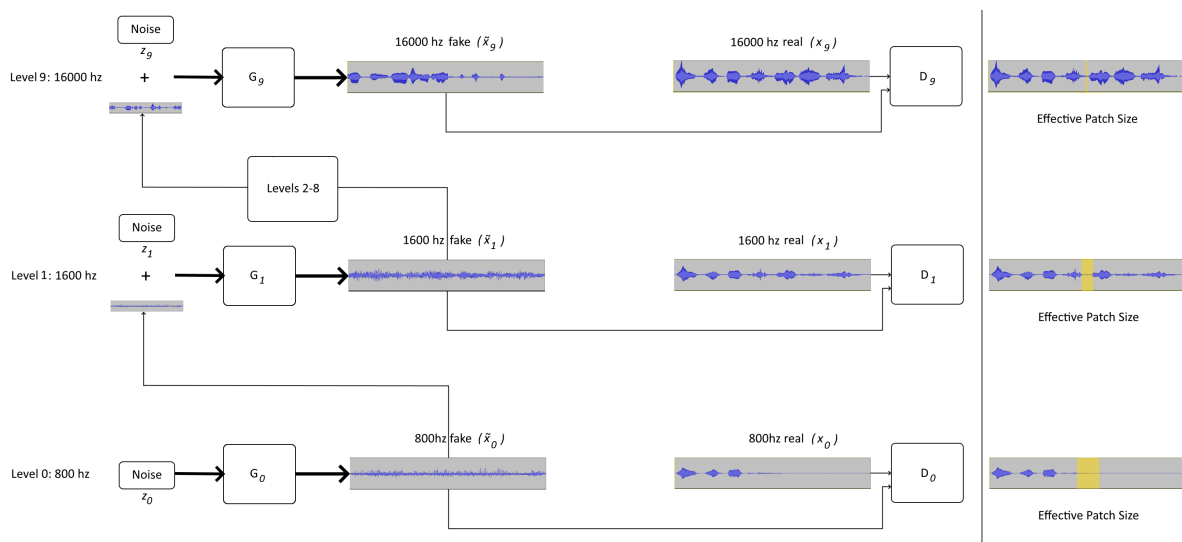 Noise
z9
Level 9: 16000 hz
+
G9
16000 hz fake (x̃9)
16000 hz real (x9)
D9
Effective Patch Size
Levels 2-8
Noise
z1
Level 1: 1600 hz
+
G1
1600 hz fake (x̃1)
1600 hz real (x1)
D1
Effective Patch Size
Level 0: 800 hz
Noise
z0
G0
800hz fake (x̃0)
800hz real (x0)
D0
Effective Patch Size